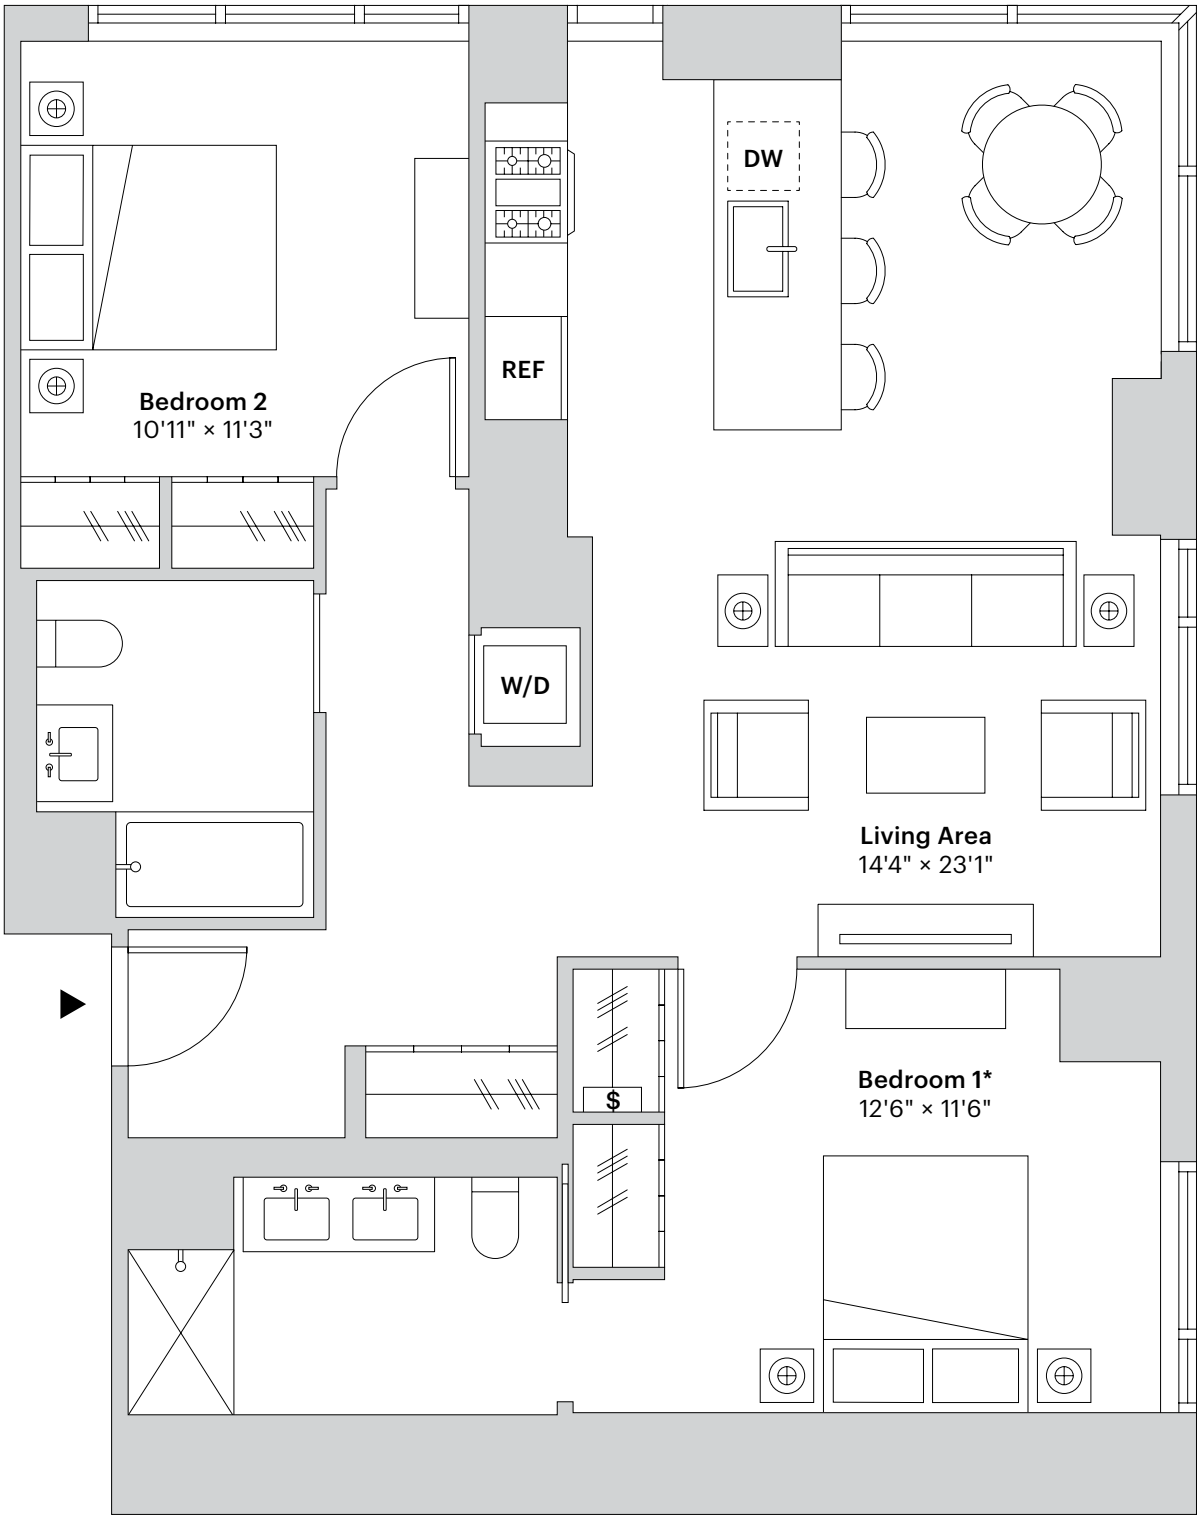 DW
REF
Bedroom 2
10'11" × 11'3"
W/D
Living Area
14'4" × 23'1"
Bedroom 1*
12'6" × 11'6"
$